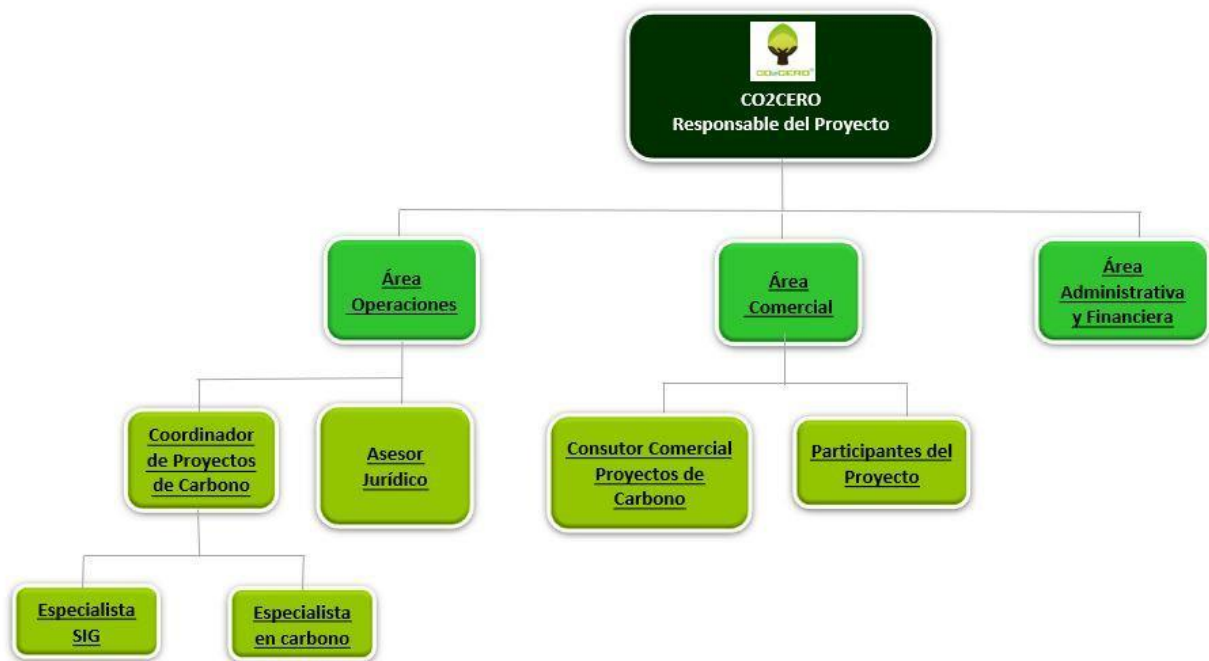 CO2CERO
CO2CERO
Responsable del Proyecto
Área
Operaciones
Área
Comercial
Área
Administrativa
y Financiera
Coordinador
de Proyectos
de Carbono
Asesor
Jurídico
Consutor Comercial
Proyectos de
Carbono
Participantes del
Proyecto
Especialista
SIG
Especialista
en carbono